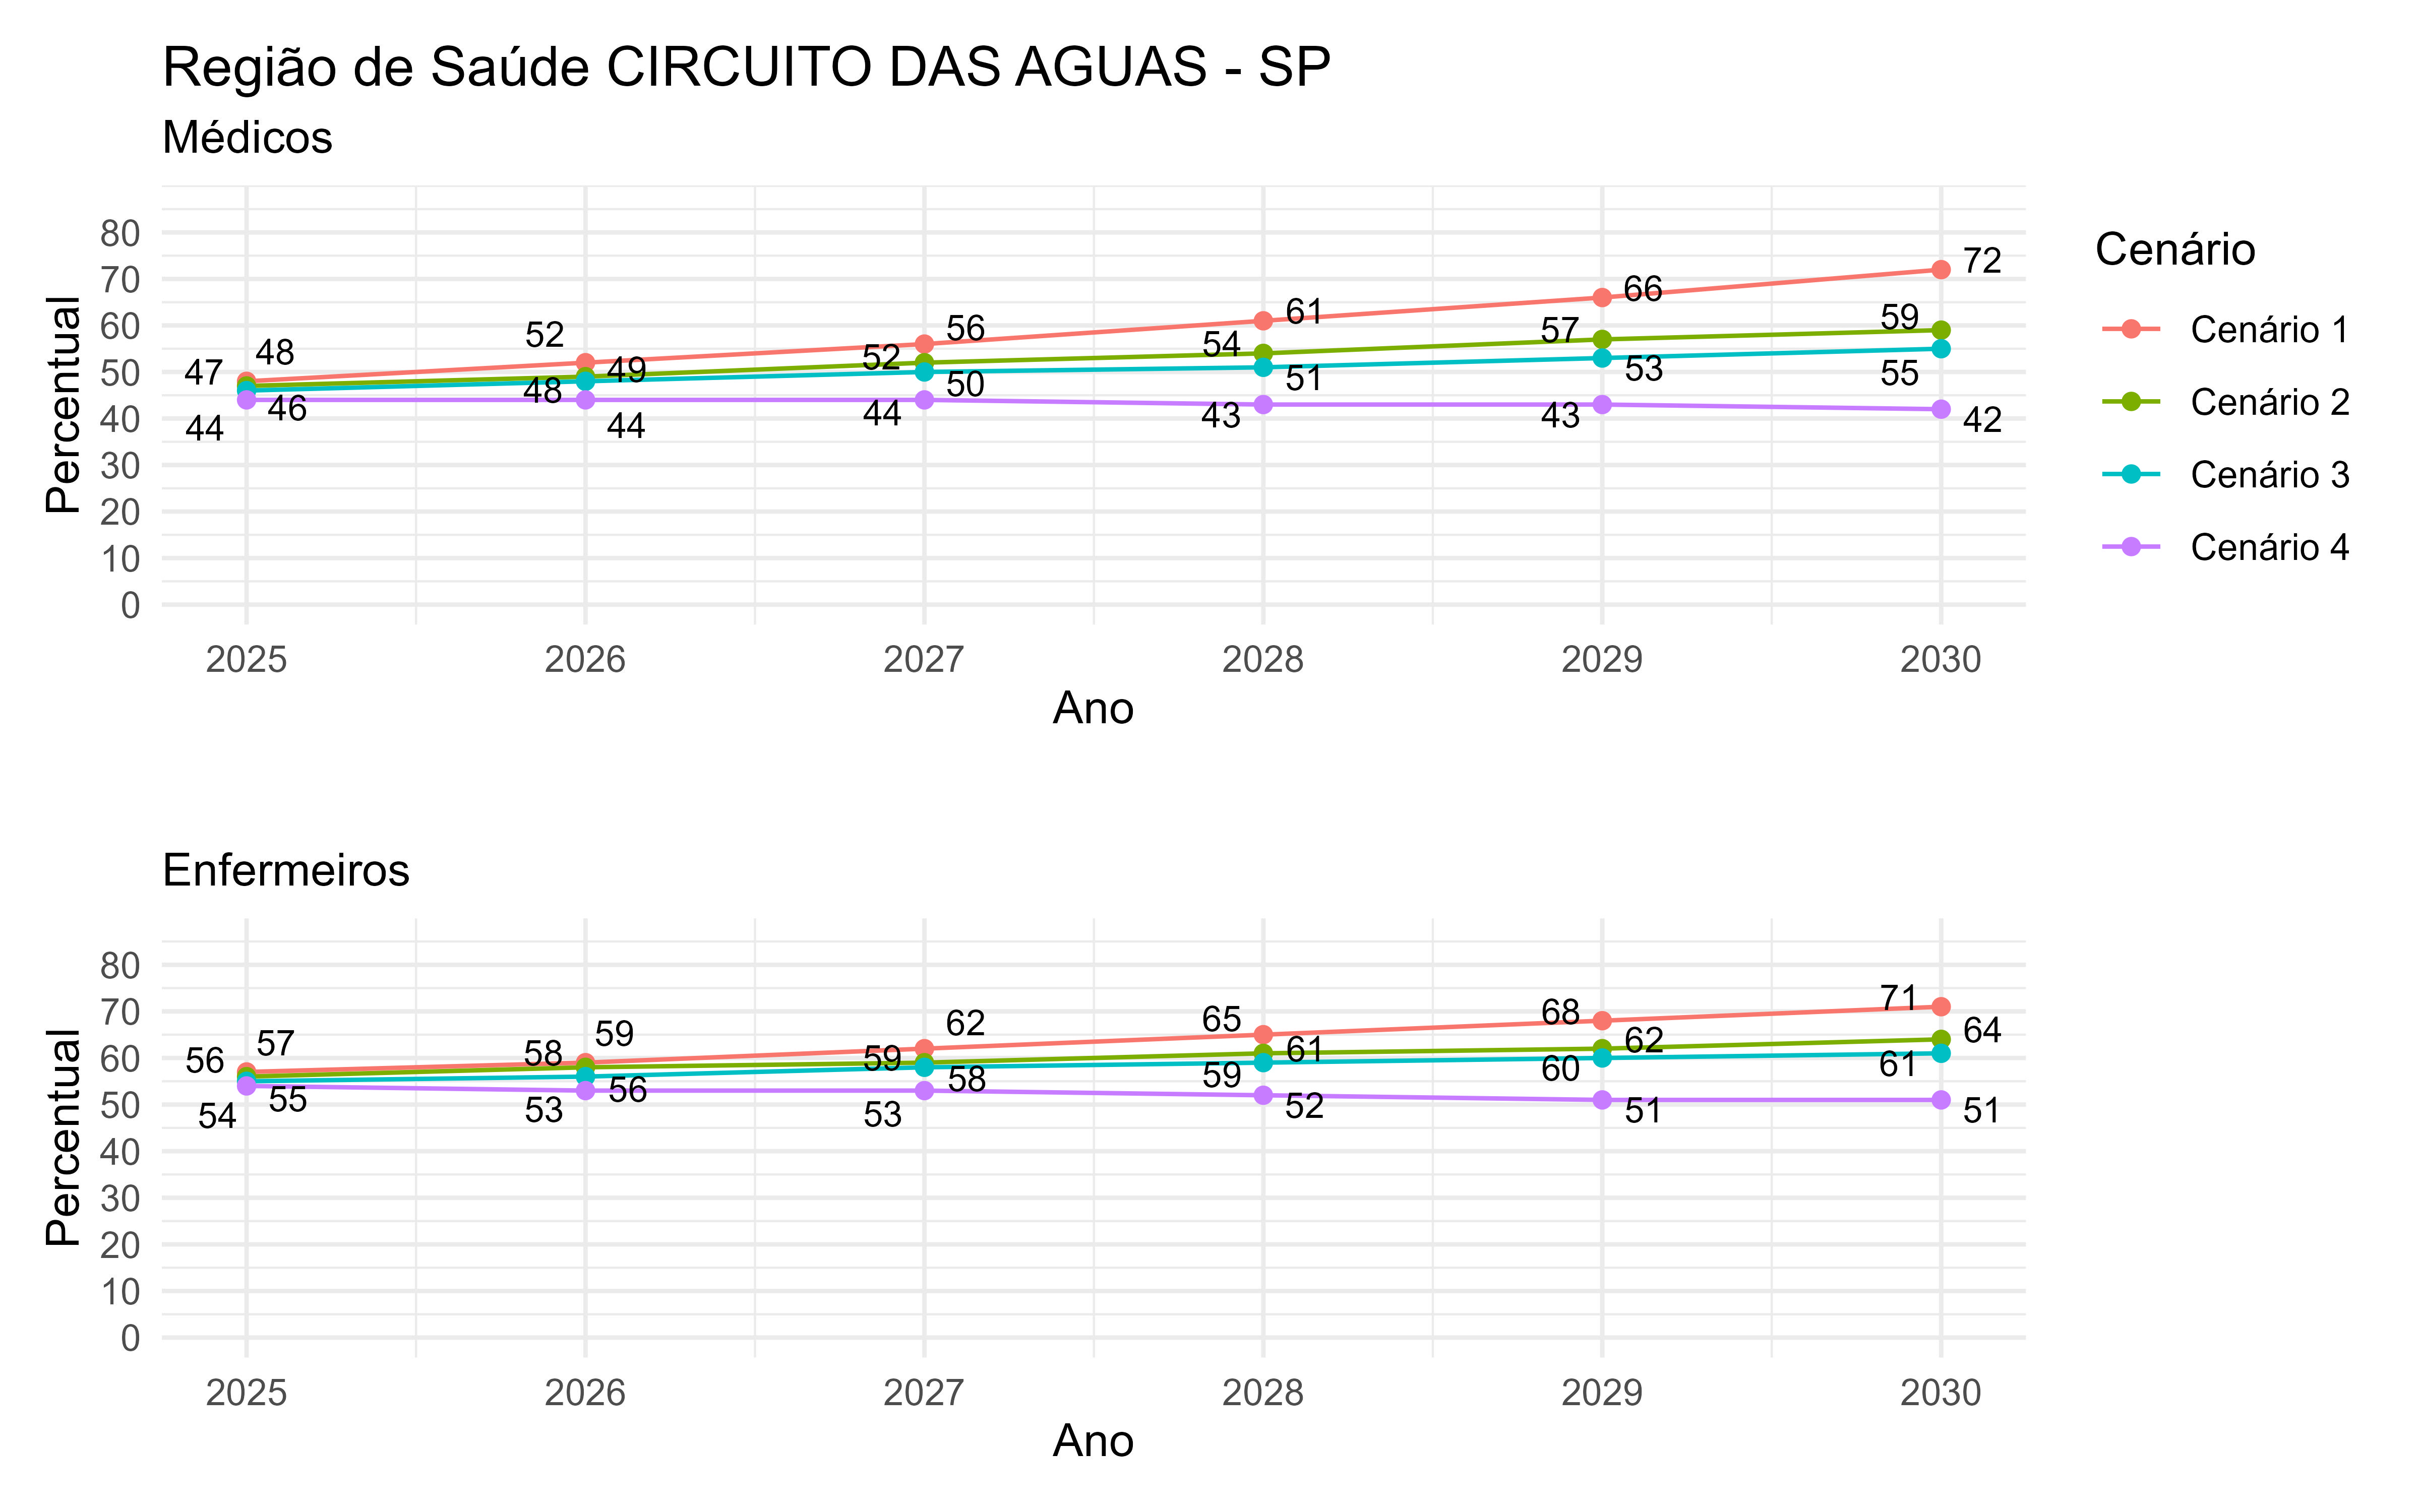 Região de Saúde CIRCUITO DAS AGUAS - SP
Médicos
Percentual
80
70
60
50
40
30
20
10
0
47 48 52 49 48 52 56 50 54 61 51 57 66 53 59 72 55
44 46 44 44 43 43 42
2025 2026 2027 2028 2029 2030
Ano
Cenário
Cenário 1
Cenário 2
Cenário 3
Cenário 4
Enfermeiros
Percentual
80
70
60
50
40
30
20
10
0
56 57 58 59 56 59 62 58 65 61 59 68 62 60 71 64 61
54 55 53 53 52 51 51
2025 2026 2027 2028 2029 2030
Ano